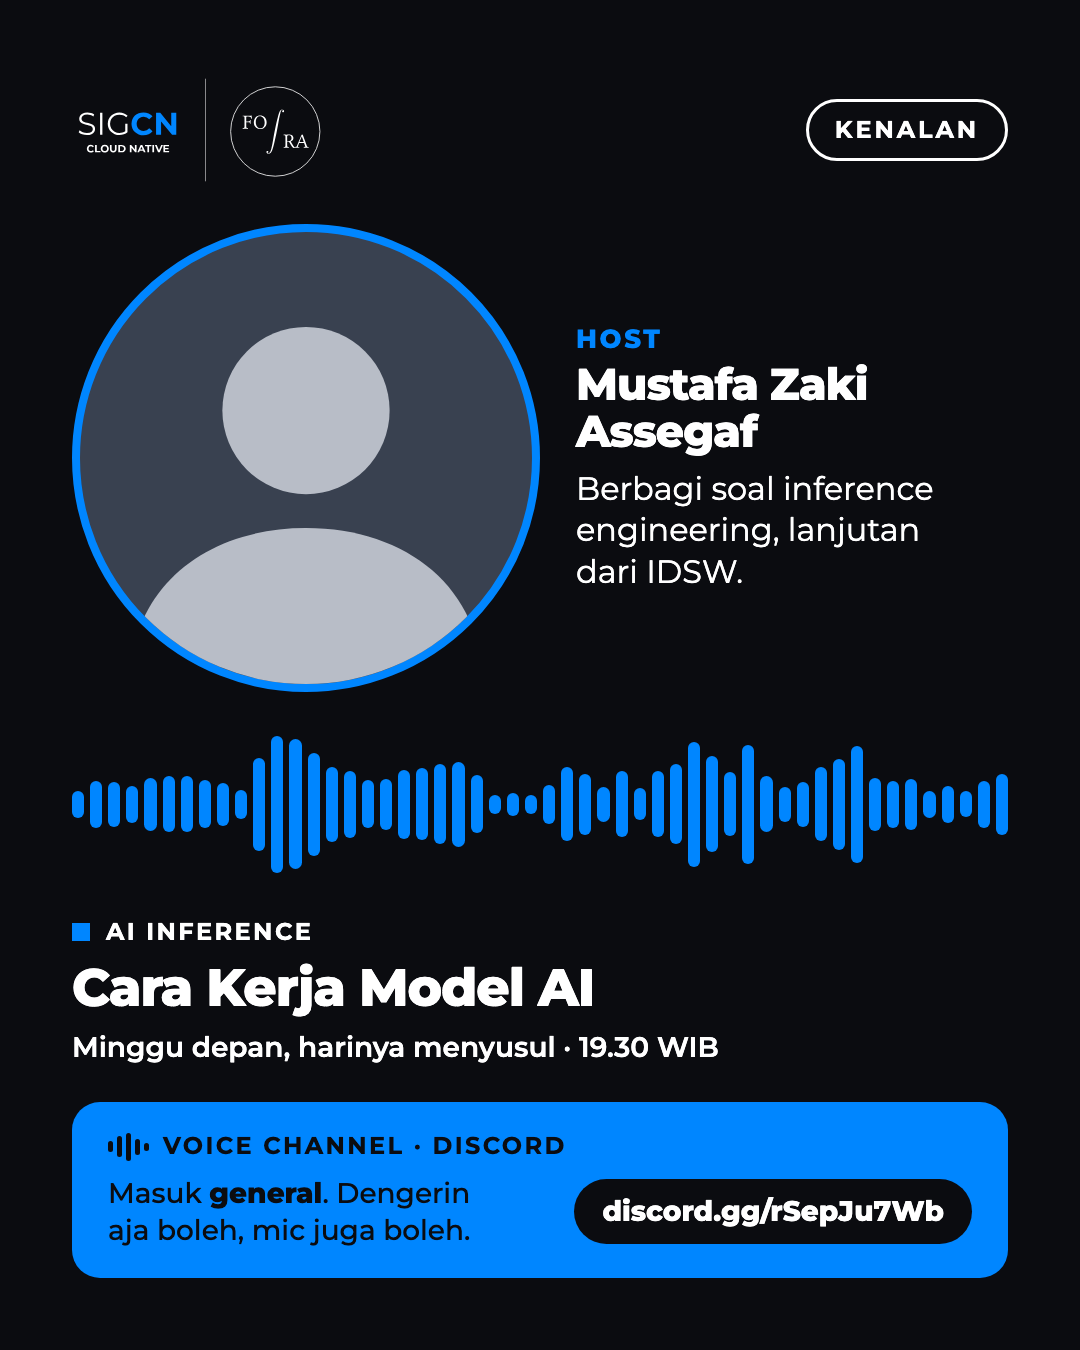 SIGCN
CLOUD NATIVE
FO
RA
KENALAN
HOST
Mustafa Zaki
Assegaf
Berbagi soal inference
engineering, lanjutan
dari IDSW.
AI INFERENCE
Cara Kerja Model AI
Minggu depan, harinya menyusul · 19.30 WIB
VOICE CHANNEL · DISCORD
Masuk general. Dengerin
aja boleh, mic juga boleh.
discord.gg/rSepJu7Wb